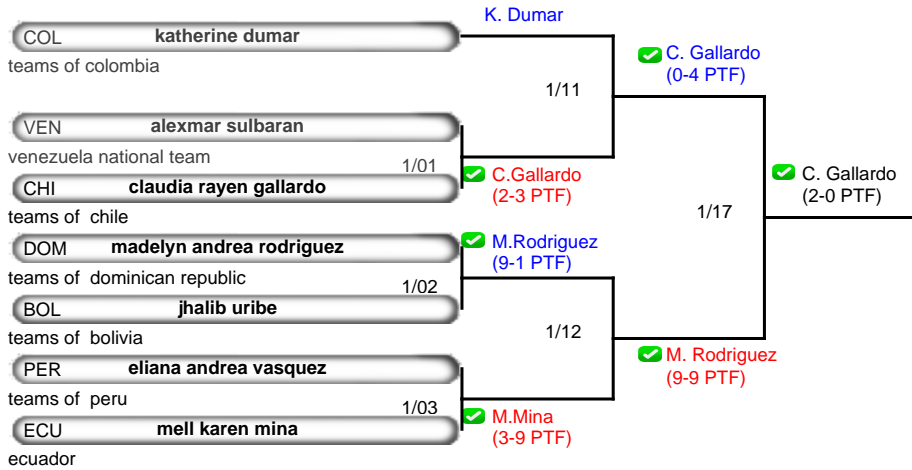 K. Dumar
COL katherine dumar
teams of colombia
C. Gallardo
(0-4 PTF)
1/11
VEN alexmar sulbaran
venezuela national team
1/01
C.Gallardo
(2-3 PTF)
C. Gallardo
(2-0 PTF)
CHI claudia rayen gallardo
teams of chile
1/17
DOM madelyn andrea rodriguez
teams of dominican republic
M.Rodriguez
(9-1 PTF)
1/02
BOL jhalib uribe
teams of bolivia
1/12
PER eliana andrea vasquez
teams of peru
M. Rodriguez
(9-9 PTF)
1/03
M.Mina
(3-9 PTF)
ECU mell karen mina
ecuador